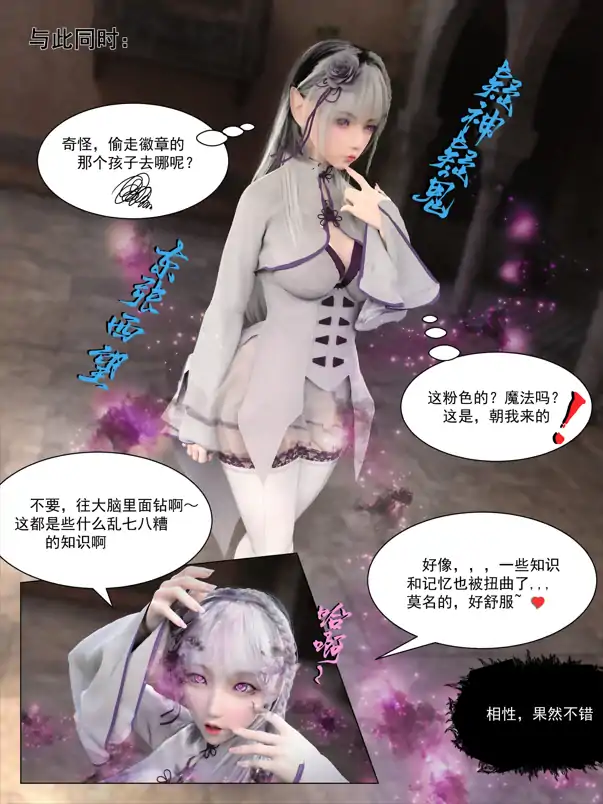 与此同时：
奇怪，偷走徽章的
那个孩子去哪呢？
疑神疑鬼
东张西望
这粉色的？魔法吗？
这是，朝我来的
！
不要，往大脑里面钻啊～
这都是些什么乱七八糟
的知识啊
好像，，，一些知识
和记忆也被扭曲了...
莫名的，好舒服~
哈啊~
相性，果然不错